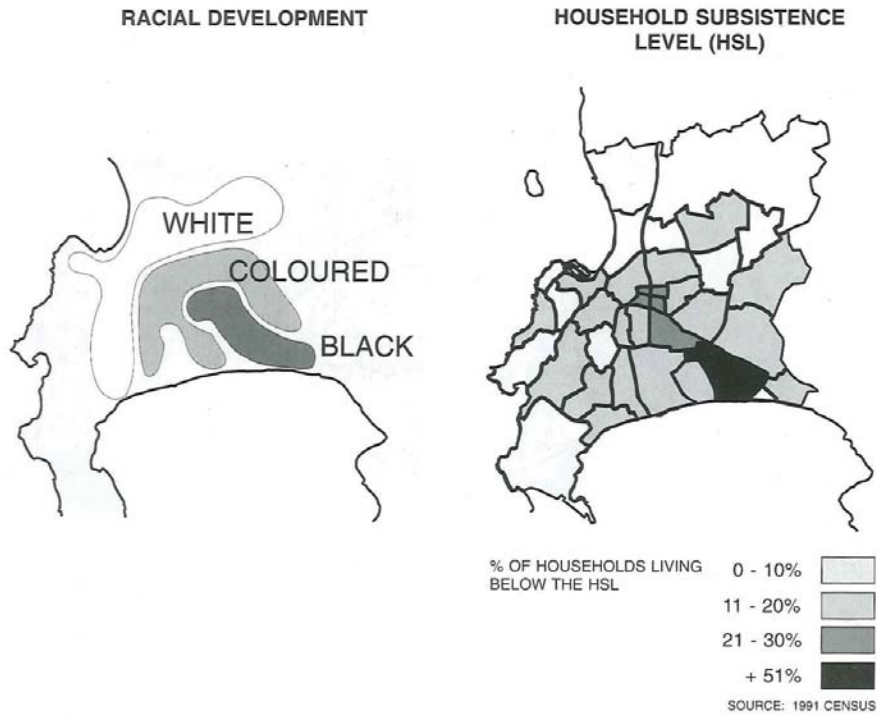 RACIAL DEVELOPMENT
WHITE
COLOURED
BLACK
HOUSEHOLD SUBSISTENCE
LEVEL (HSL)
% OF HOUSEHOLDS LIVING
BELOW THE HSL
0 - 10%
11 - 20%
21 - 30%
+ 51%
SOURCE: 1991 CENSUS